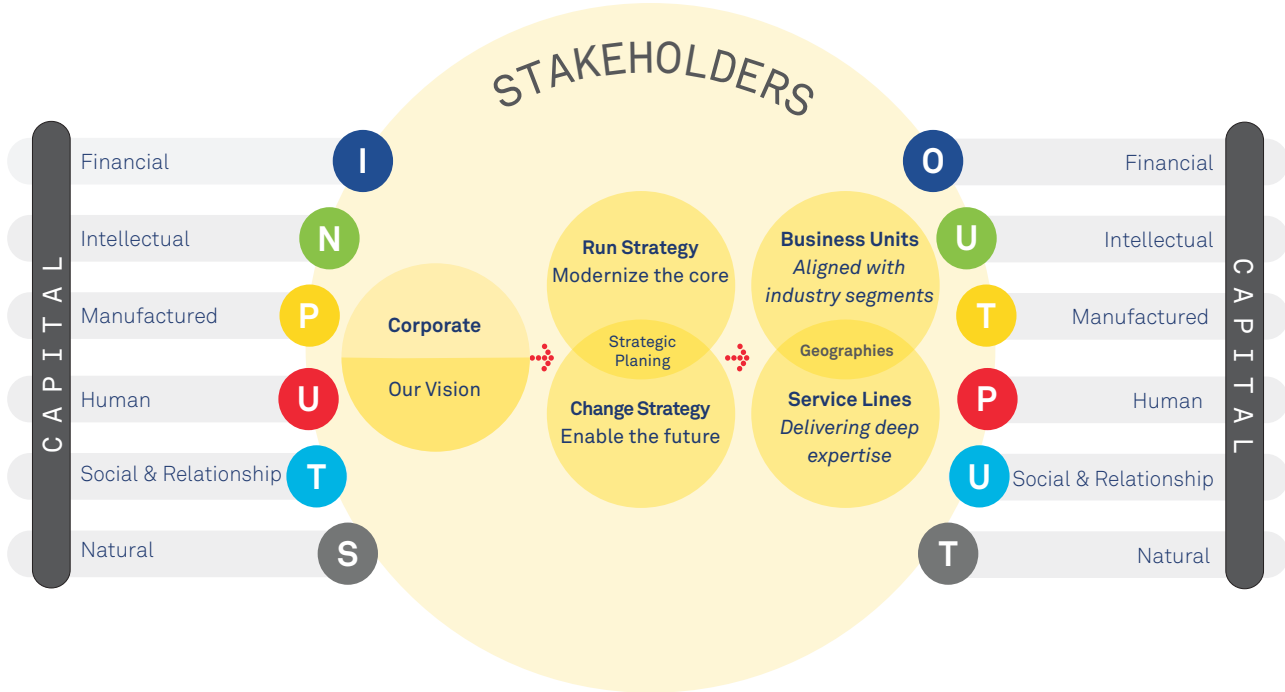 STAKEHOLDERS
CAPITAL
Financial
Intellectual
Manufactured
Human
Social & Relationship
Natural
I
N
P
U
T
S
Corporate
Our Vision
Run Strategy
Modernize the core
Strategic
Planing
Change Strategy
Enable the future
Business Units
Aligned with
industry segments
Geographies
Service Lines
Delivering deep
expertise
O
U
T
P
U
T
Financial
Intellectual
Manufactured
Human
Social & Relationship
Natural
CAPITAL